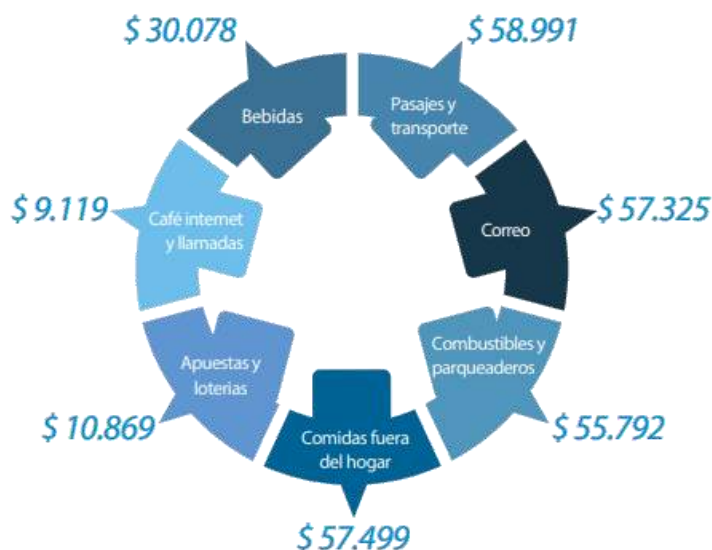 $ 30.078
$ 58.991
Bebidas
Pasajes y
transporte
$ 9.119
Café internet
y llamadas
Correo
$ 57.325
Apuestas y
loterias
Combustibles y
parqueaderos
$ 10.869
Comidas fuera
del hogar
$ 55.792
$ 57.499